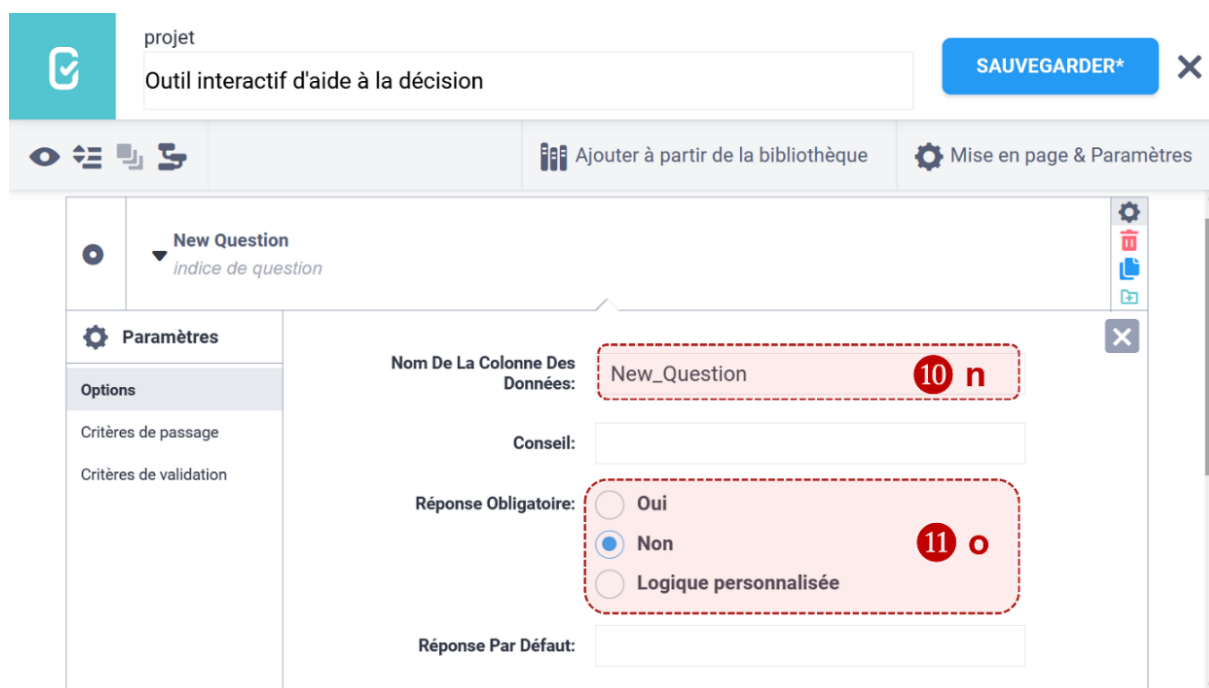 projet
Outil interactif d'aide à la décision
SAUVEGARDER*
Ajouter à partir de la bibliothèque
Mise en page & Paramètres
New Question
indice de question
Paramètres
Options
Critères de passage
Critères de validation
Nom De La Colonne Des
Données:
New_Question
10 n
Conseil:
Réponse Obligatoire:
Oui
Non
Logique personnalisée
11 o
Réponse Par Défaut: